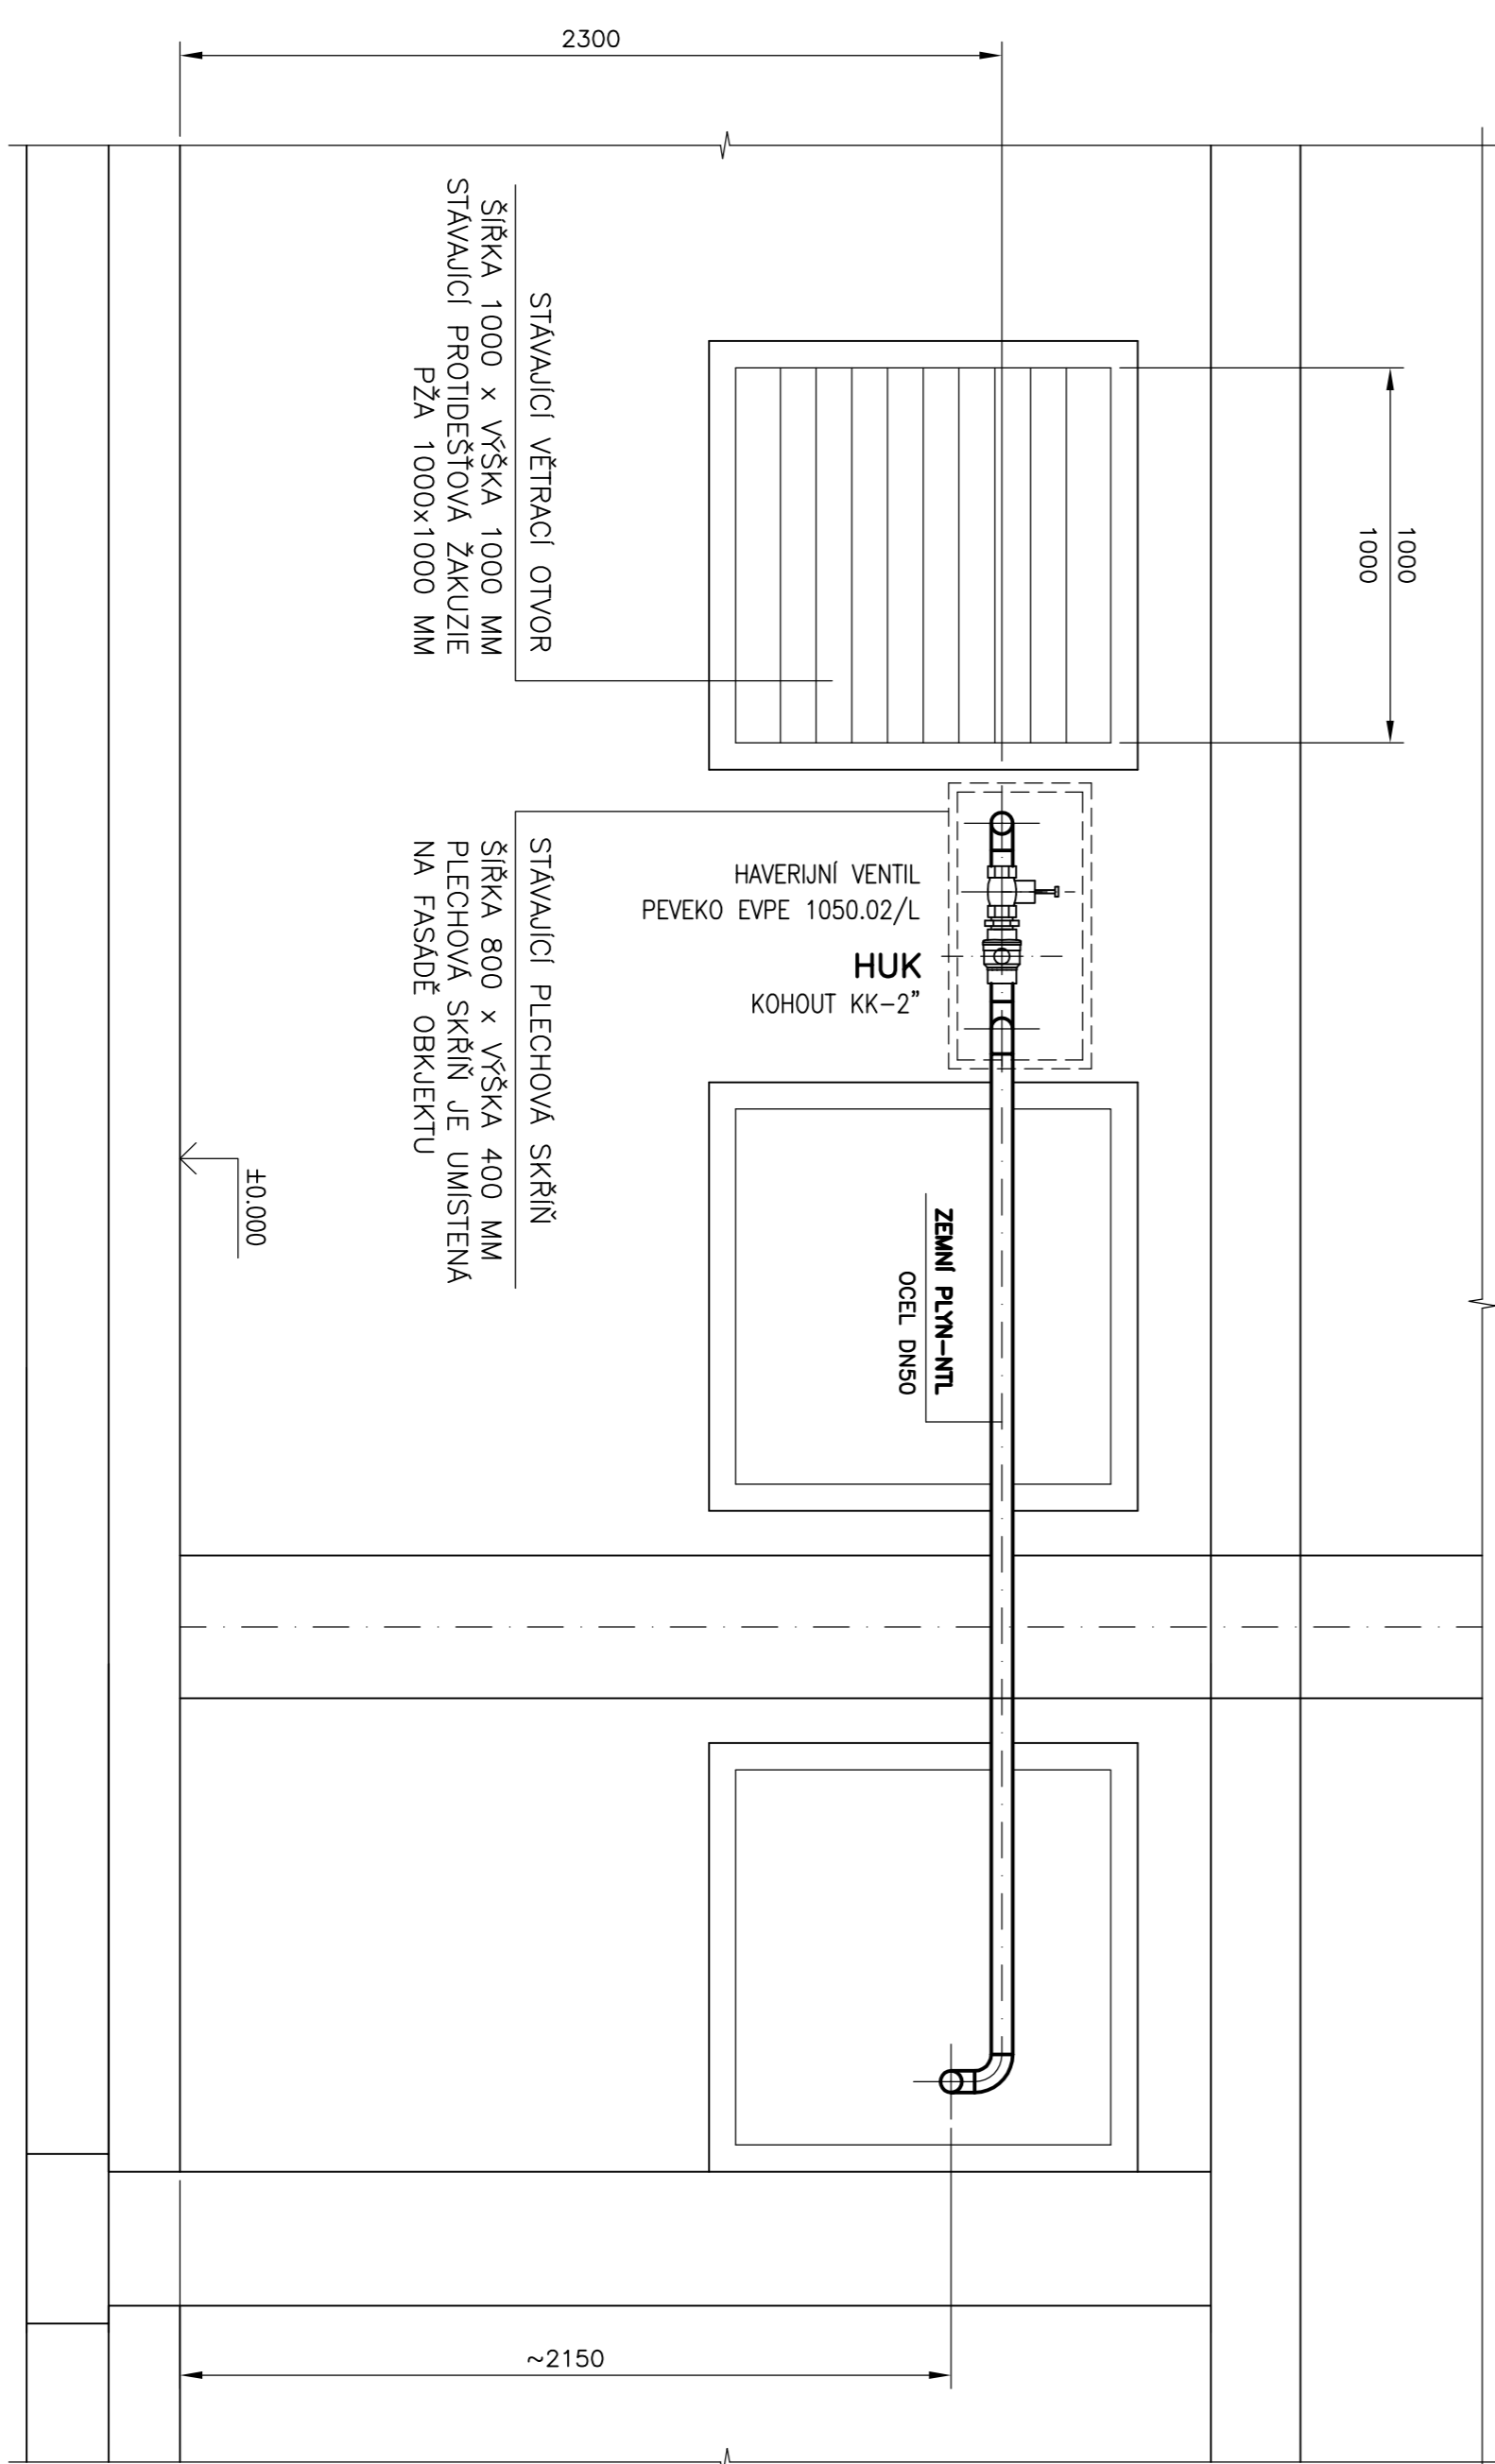 2300
1000
1000
STÁVAJÍCÍ VĚTRACÍ OTVOR
ŠÍŘKA 1000 x VÝŠKA 1000 MM
STÁVAJÍCÍ PROTIDEŠŤOVÁ ŽAKUZIE
PŽA 1000x1000 MM
HAVERIJNÍ VENTIL
PEVEKO EVPE 1050.02/L
HUK
KOHOUT KK-2”
STÁVAJÍCÍ PLECHOVÁ SKŘÍŇ
ŠÍŘKA 800 x VÝŠKA 400 MM
PLECHOVÁ SKŘÍŇ JE UMÍSTENÁ
NA FASÁDĚ OBKJEKTU
±0.000
ZEMNÍ PLYN-NTL
OCEL DN50
~2150